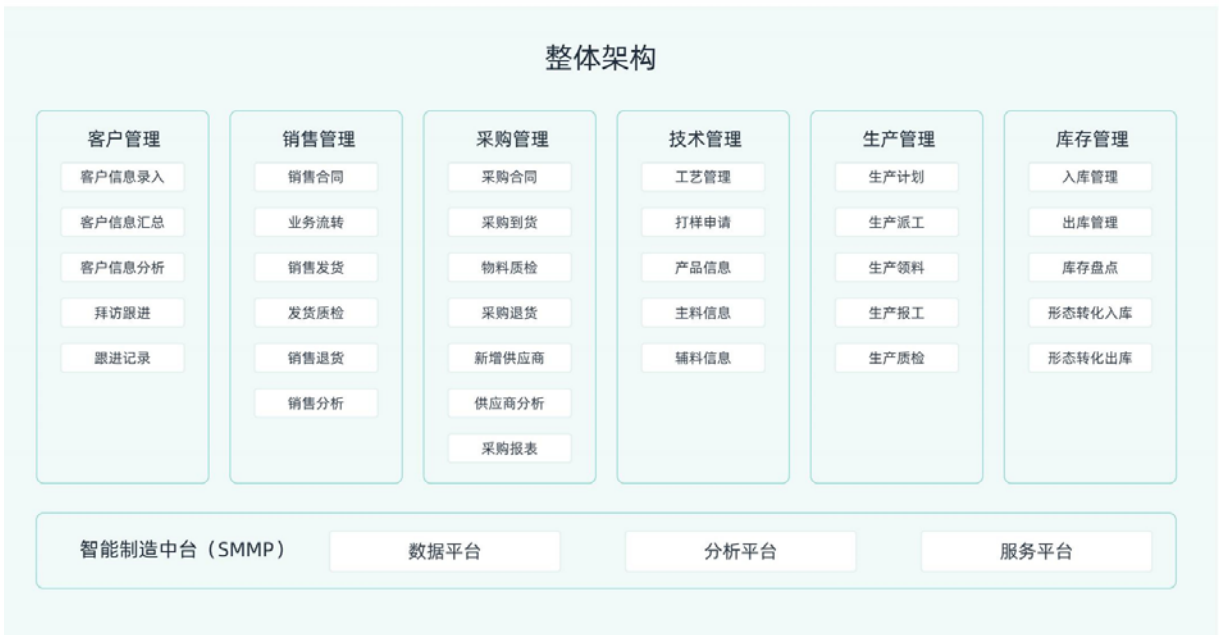 整体架构
客户管理
客户信息录入
客户信息汇总
客户信息分析
拜访跟进
跟进记录
销售管理
销售合同
业务流转
销售发货
发货质检
销售退货
销售分析
采购管理
采购合同
采购到货
物料质检
采购退货
新增供应商
供应商分析
采购报表
技术管理
工艺管理
打样申请
产品信息
主料信息
辅料信息
生产管理
生产计划
生产派工
生产领料
生产报工
生产质检
库存管理
入库管理
出库管理
库存盘点
形态转化入库
形态转化出库
智能制造中台（SMMP）
数据平台
分析平台
服务平台